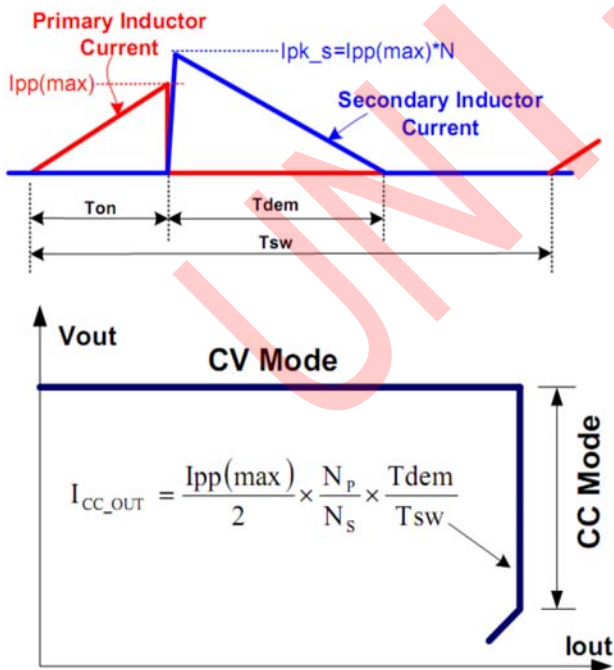 Primary Inductor
Current
Ipk_s=Ipp(max)*N
Ipp(max)
Secondary Inductor
Current
Ton
Tdem
Tsw
Vout
CV Mode
I_CC_OUT = Ipp(max)/2 × N_P/N_S × Tdem/Tsw
CC Mode
Iout
UNI